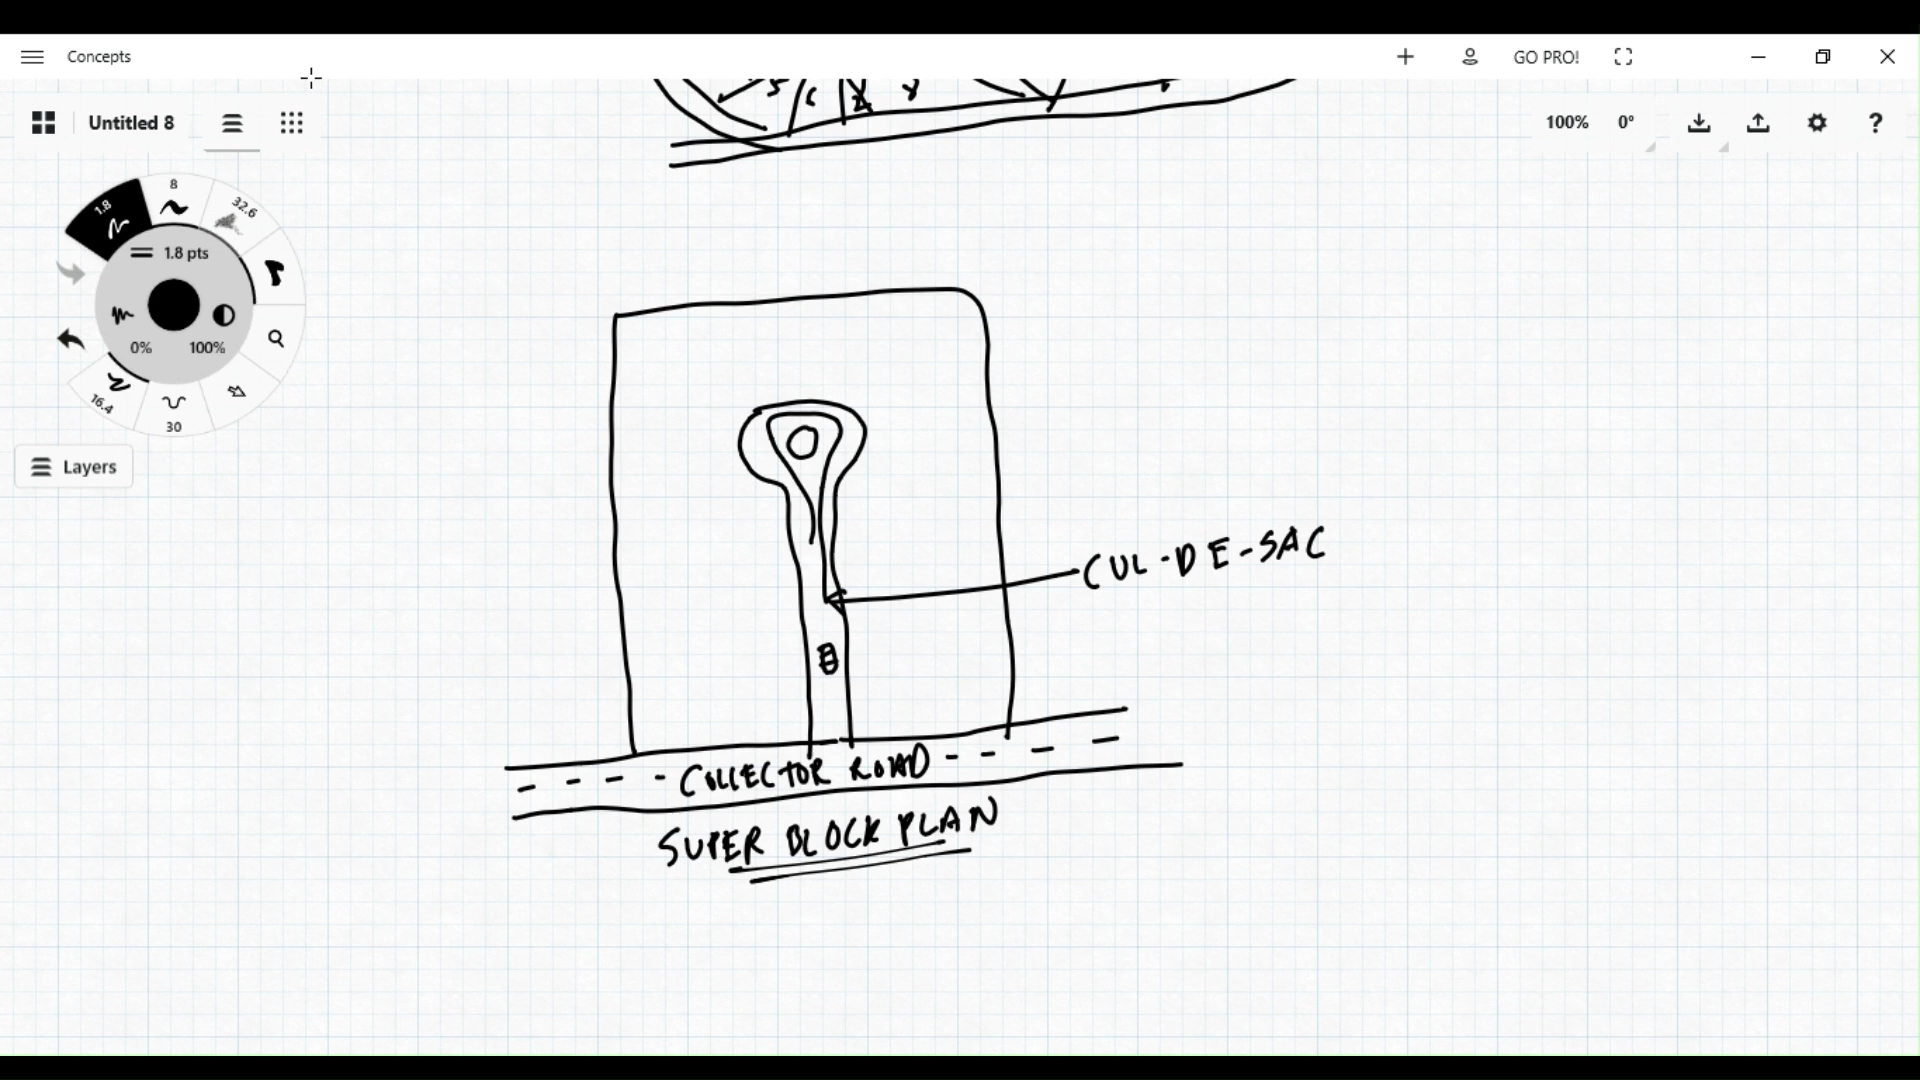 Concepts
GO PRO!
Untitled 8
100% 0°
8
1.8
32.6
1.8 pts
0% 100%
16.4
30
Layers
CUL-DE-SAC
COLLECTOR ROAD
SUPER BLOCK PLAN